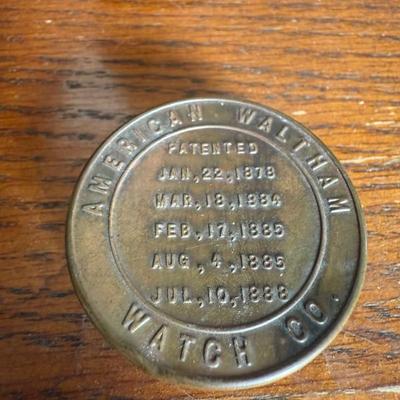 AMERICAN WALTHAM
PATENTED
JAN, 22, 1878
MAR, 18, 1884
FEB, 17, 1885
AUG, 4, 1885
JUL, 10, 1888
WATCH CO.